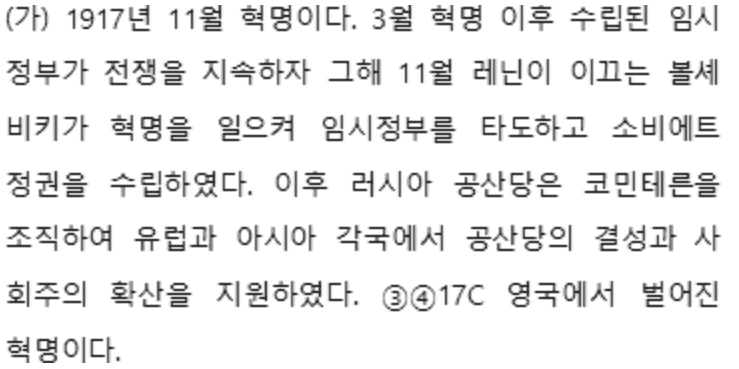 (가) 1917년 11월 혁명이다. 3월 혁명 이후 수립된 임시
정부가 전쟁을 지속하자 그해 11월 레닌이 이끄는 볼셰
비키가 혁명을 일으켜 임시정부를 타도하고 소비에트
정권을 수립하였다. 이후 러시아 공산당은 코민테른을
조직하여 유럽과 아시아 각국에서 공산당의 결성과 사
회주의 확산을 지원하였다. ③④17C 영국에서 벌어진
혁명이다.